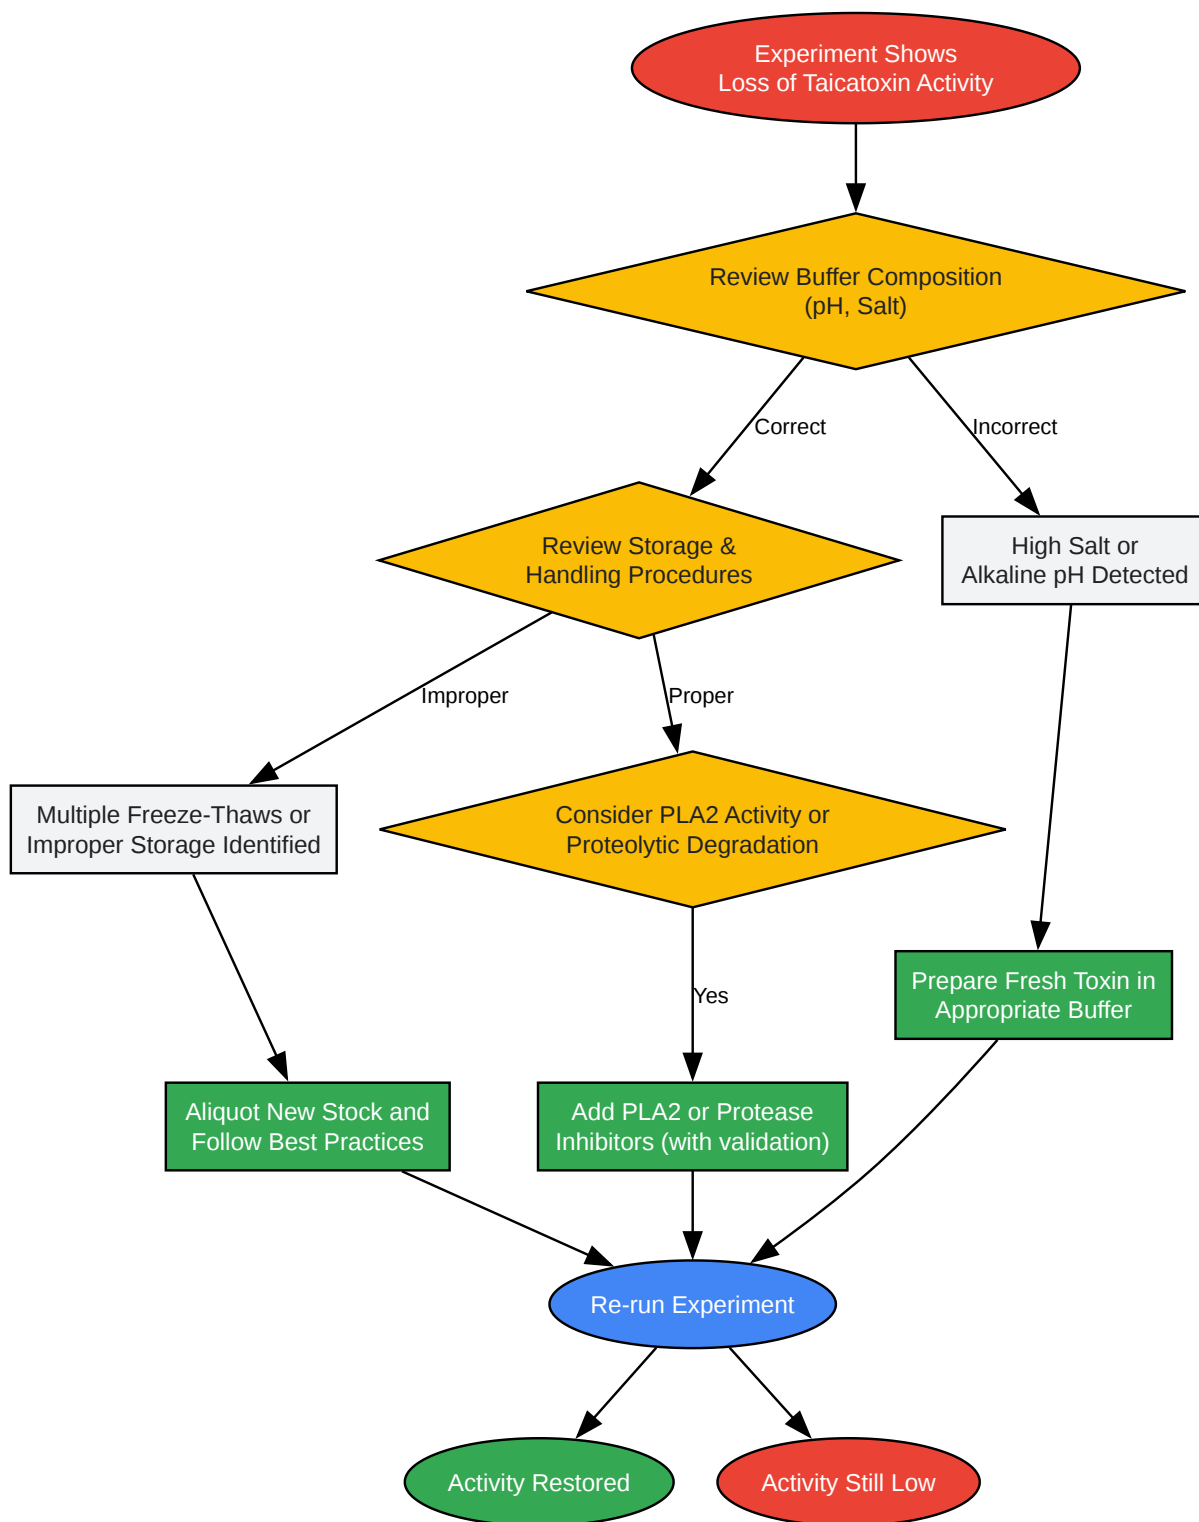 Experiment Shows
Loss of Taicatoxin Activity
Review Buffer Composition
(pH, Salt)
Correct
Incorrect
Review Storage &
Handling Procedures
High Salt or
Alkaline pH Detected
Improper
Proper
Multiple Freeze-Thaws or
Improper Storage Identified
Consider PLA2 Activity or
Proteolytic Degradation
Yes
Prepare Fresh Toxin in
Appropriate Buffer
Aliquot New Stock and
Follow Best Practices
Add PLA2 or Protease
Inhibitors (with validation)
Re-run Experiment
Activity Restored
Activity Still Low